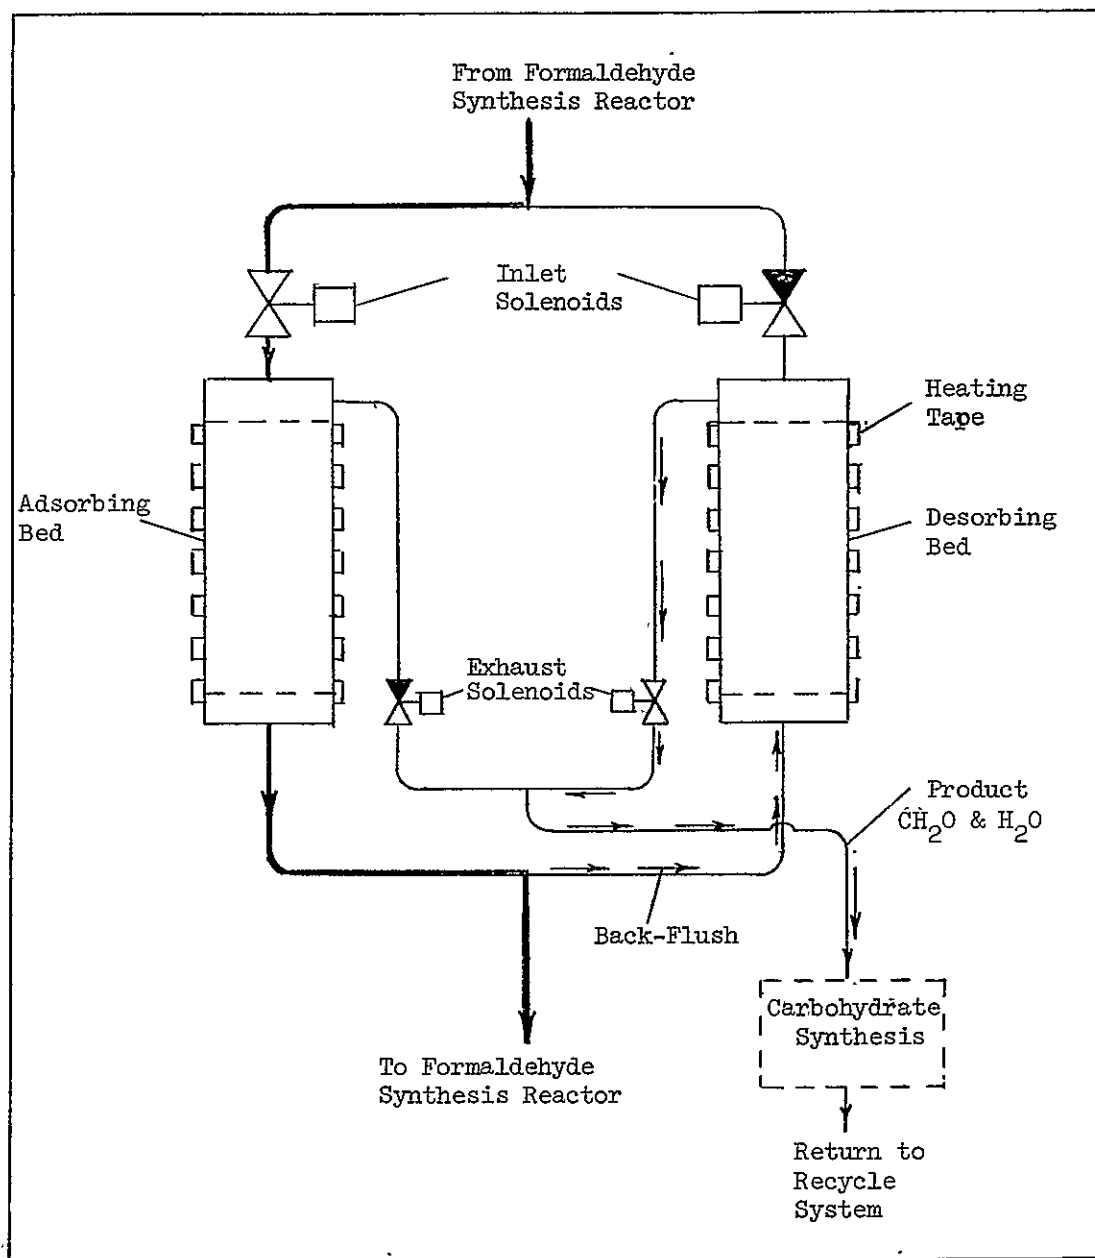 From Formaldehyde
Synthesis Reactor
Inlet
Solenoids
Heating
Tape
Adsorbing
Bed
Desorbing
Bed
Exhaust
Solenoids
Product
CH₂O & H₂O
Back-Flush
Carbohydrate
Synthesis
To Formaldehyde
Synthesis Reactor
Return to
Recycle
System